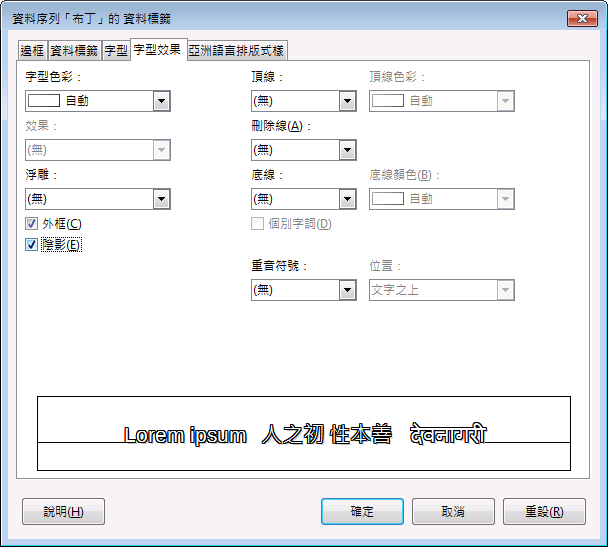 資料序列「布丁」的 資料標籤
邊框 資料標籤 字型 字型效果 亞洲語言排版式樣
字型色彩： 頂線： 頂線色彩：
自動 (無) 自動
效果： 刪除線(A)：
(無) (無)
浮雕： 底線： 底線顏色(B)：
(無) (無) 自動
外框(C) 個別字詞(D)
陰影(E)
重音符號： 位置：
(無) 文字之上
Lorem ipsum 人之初 性本善 देवनागरी
說明(H) 確定 取消 重設(R)